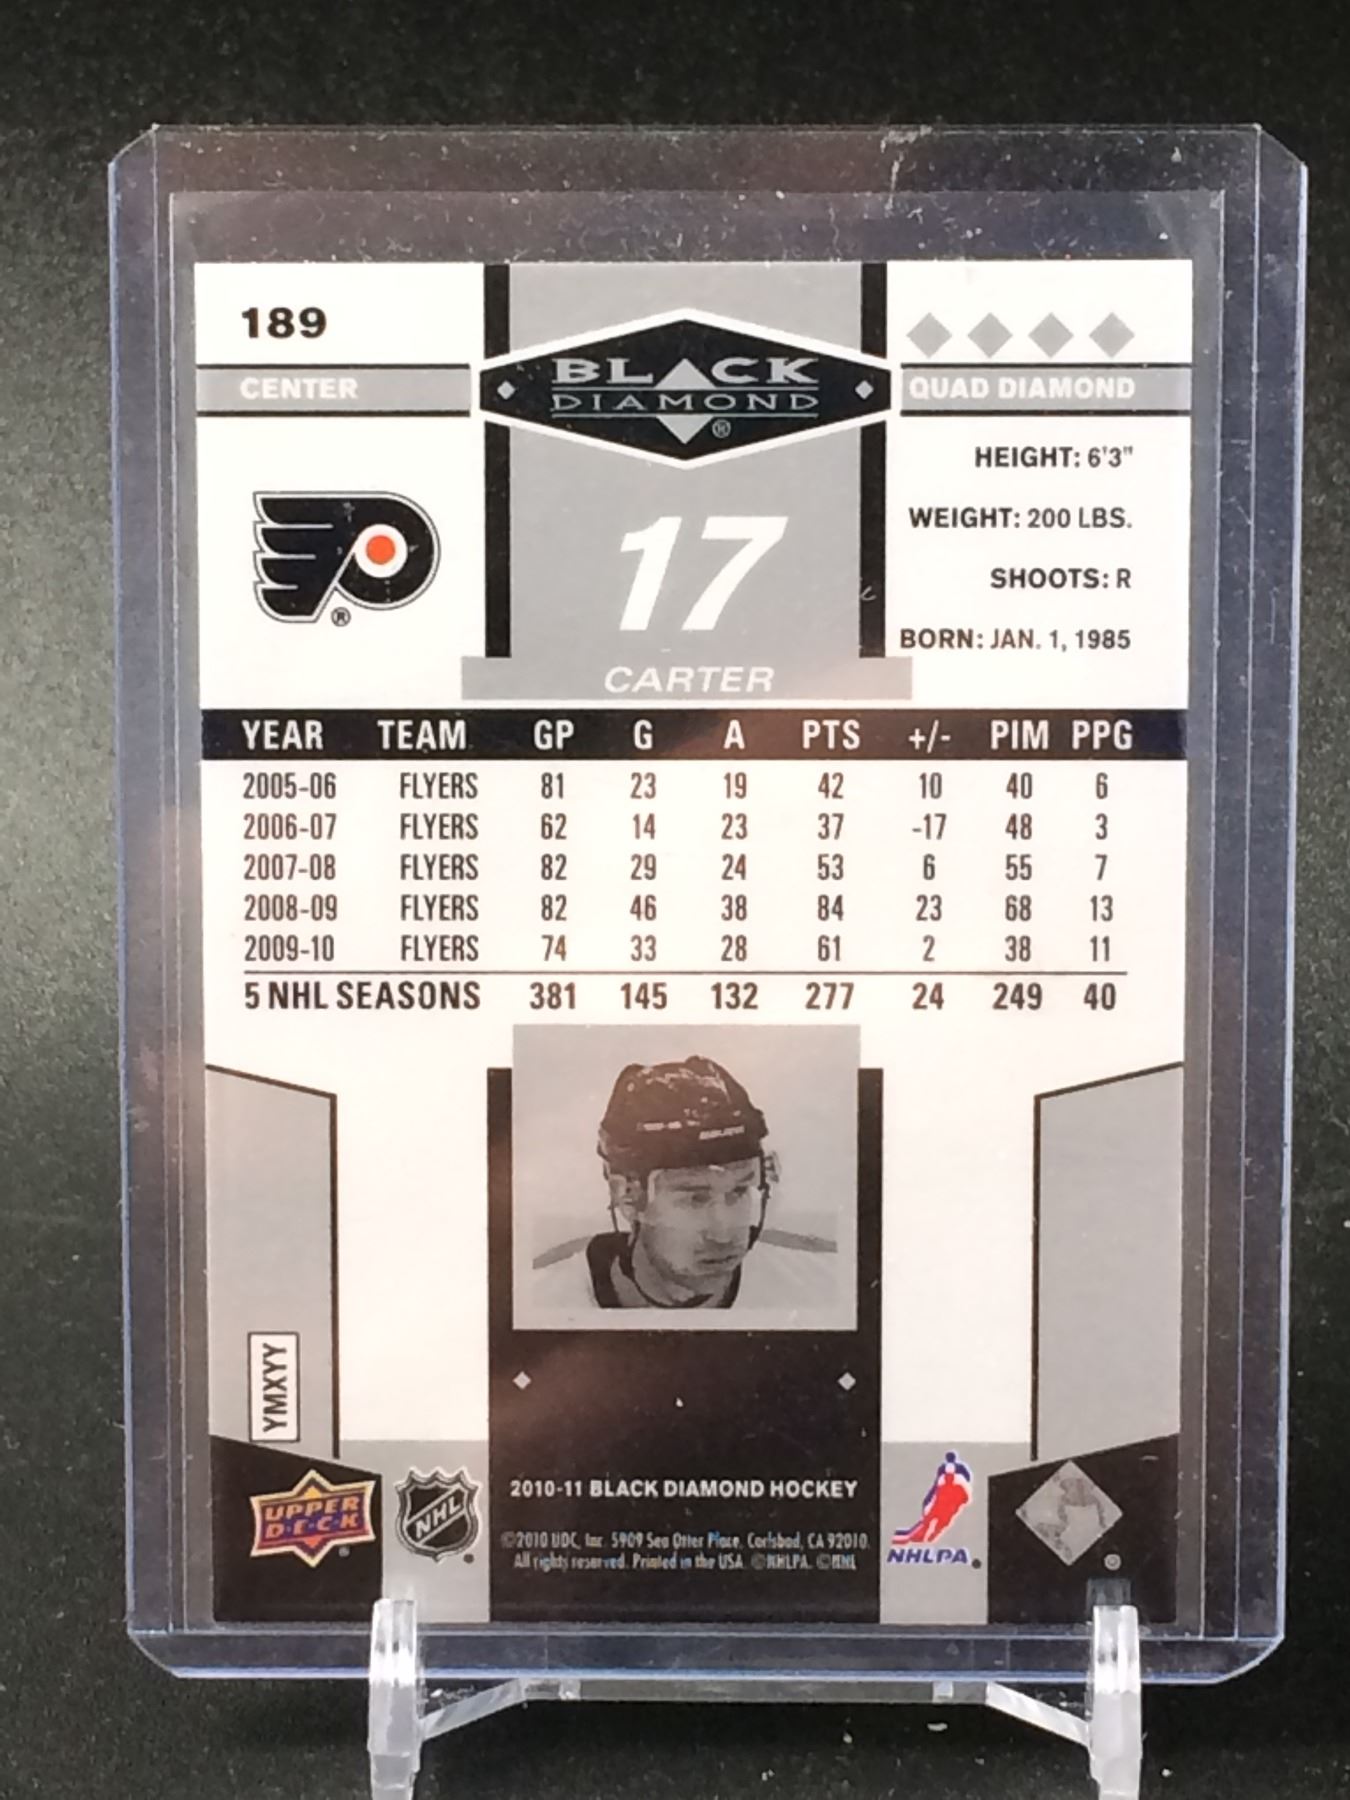 189
CENTER
BLACK
DIAMOND
®
QUAD DIAMOND
HEIGHT: 6'3"
WEIGHT: 200 LBS.
SHOOTS: R
BORN: JAN. 1, 1985
®
17
CARTER
YEAR TEAM GP G A PTS +/- PIM PPG
2005-06 FLYERS 81 23 19 42 10 40 6
2006-07 FLYERS 62 14 23 37 -17 48 3
2007-08 FLYERS 82 29 24 53 6 55 7
2008-09 FLYERS 82 46 38 84 23 68 13
2009-10 FLYERS 74 33 28 61 2 38 11
5 NHL SEASONS 381 145 132 277 24 249 40
YMXYY
UPPER
DECK
NHL
2010-11 BLACK DIAMOND HOCKEY
©2010 UDC, Inc. 5909 Sea Otter Place, Carlsbad, CA 92010.
All rights reserved. Printed in the USA. ©NHLPA. ©NHL
NHLPA